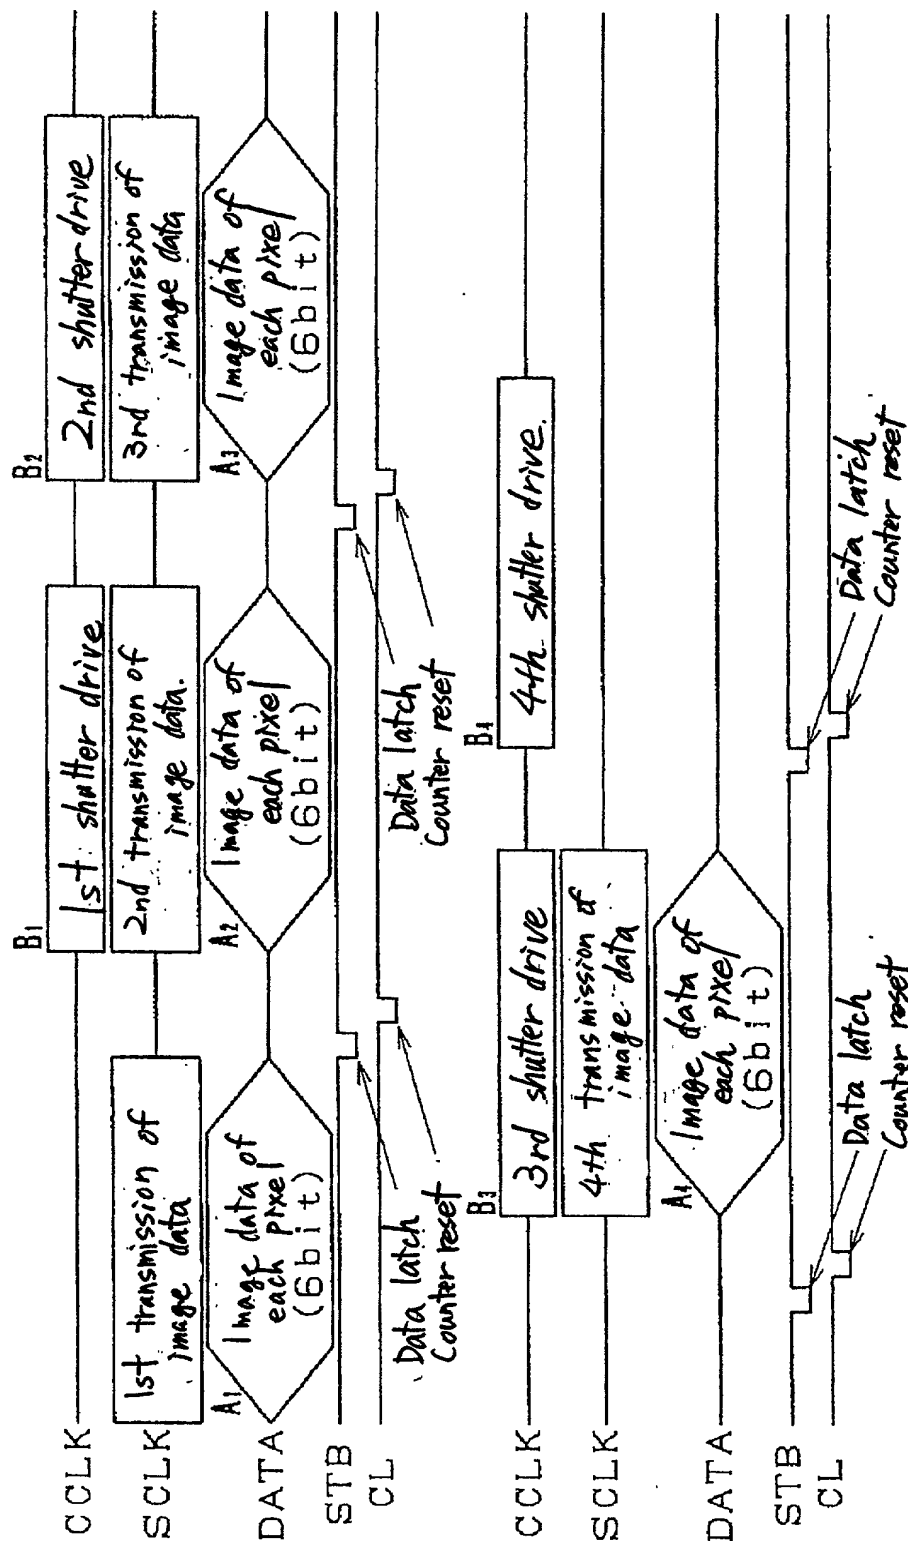 CCLK
B1
1st shutter drive
B2
2nd shutter drive
SCLK
1st transmission of
image data
2nd transmission of
image data.
3rd transmission of
image data
DATA
A1
Image data of
each pixel
(6bit)
A2
Image data of
each pixel
(6bit)
A3
Image data of
each pixel
(6bit)
STB
CL
Data latch
Counter reset
Data latch
Counter reset
CCLK
B3
3rd shutter drive
B4
4th shutter drive.
SCLK
4th transmission of
image data
DATA
A4
Image data of
each pixel
(6bit)
STB
CL
Data latch
Counter reset
Data latch
Counter reset